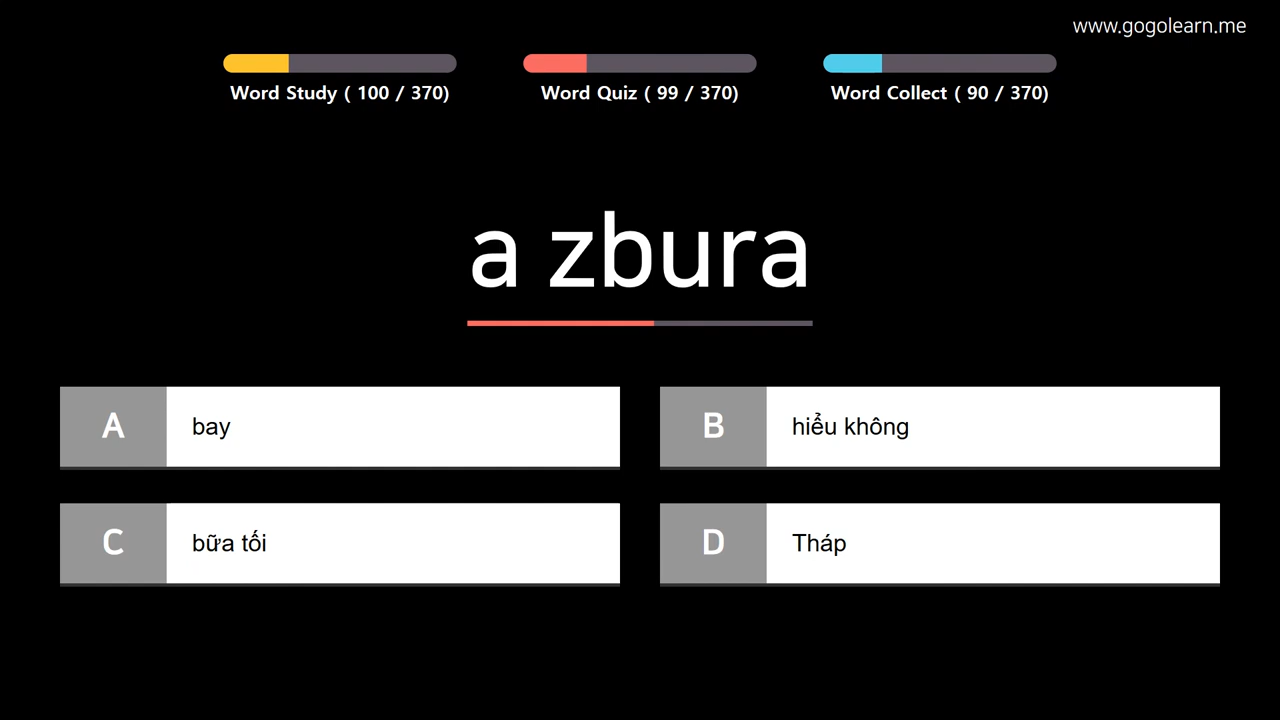 www.gogolearn.me
Word Study ( 100 / 370)
Word Quiz ( 99 / 370)
Word Collect ( 90 / 370)
a zbura
A bay
B hiểu không
C bữa tối
D Tháp